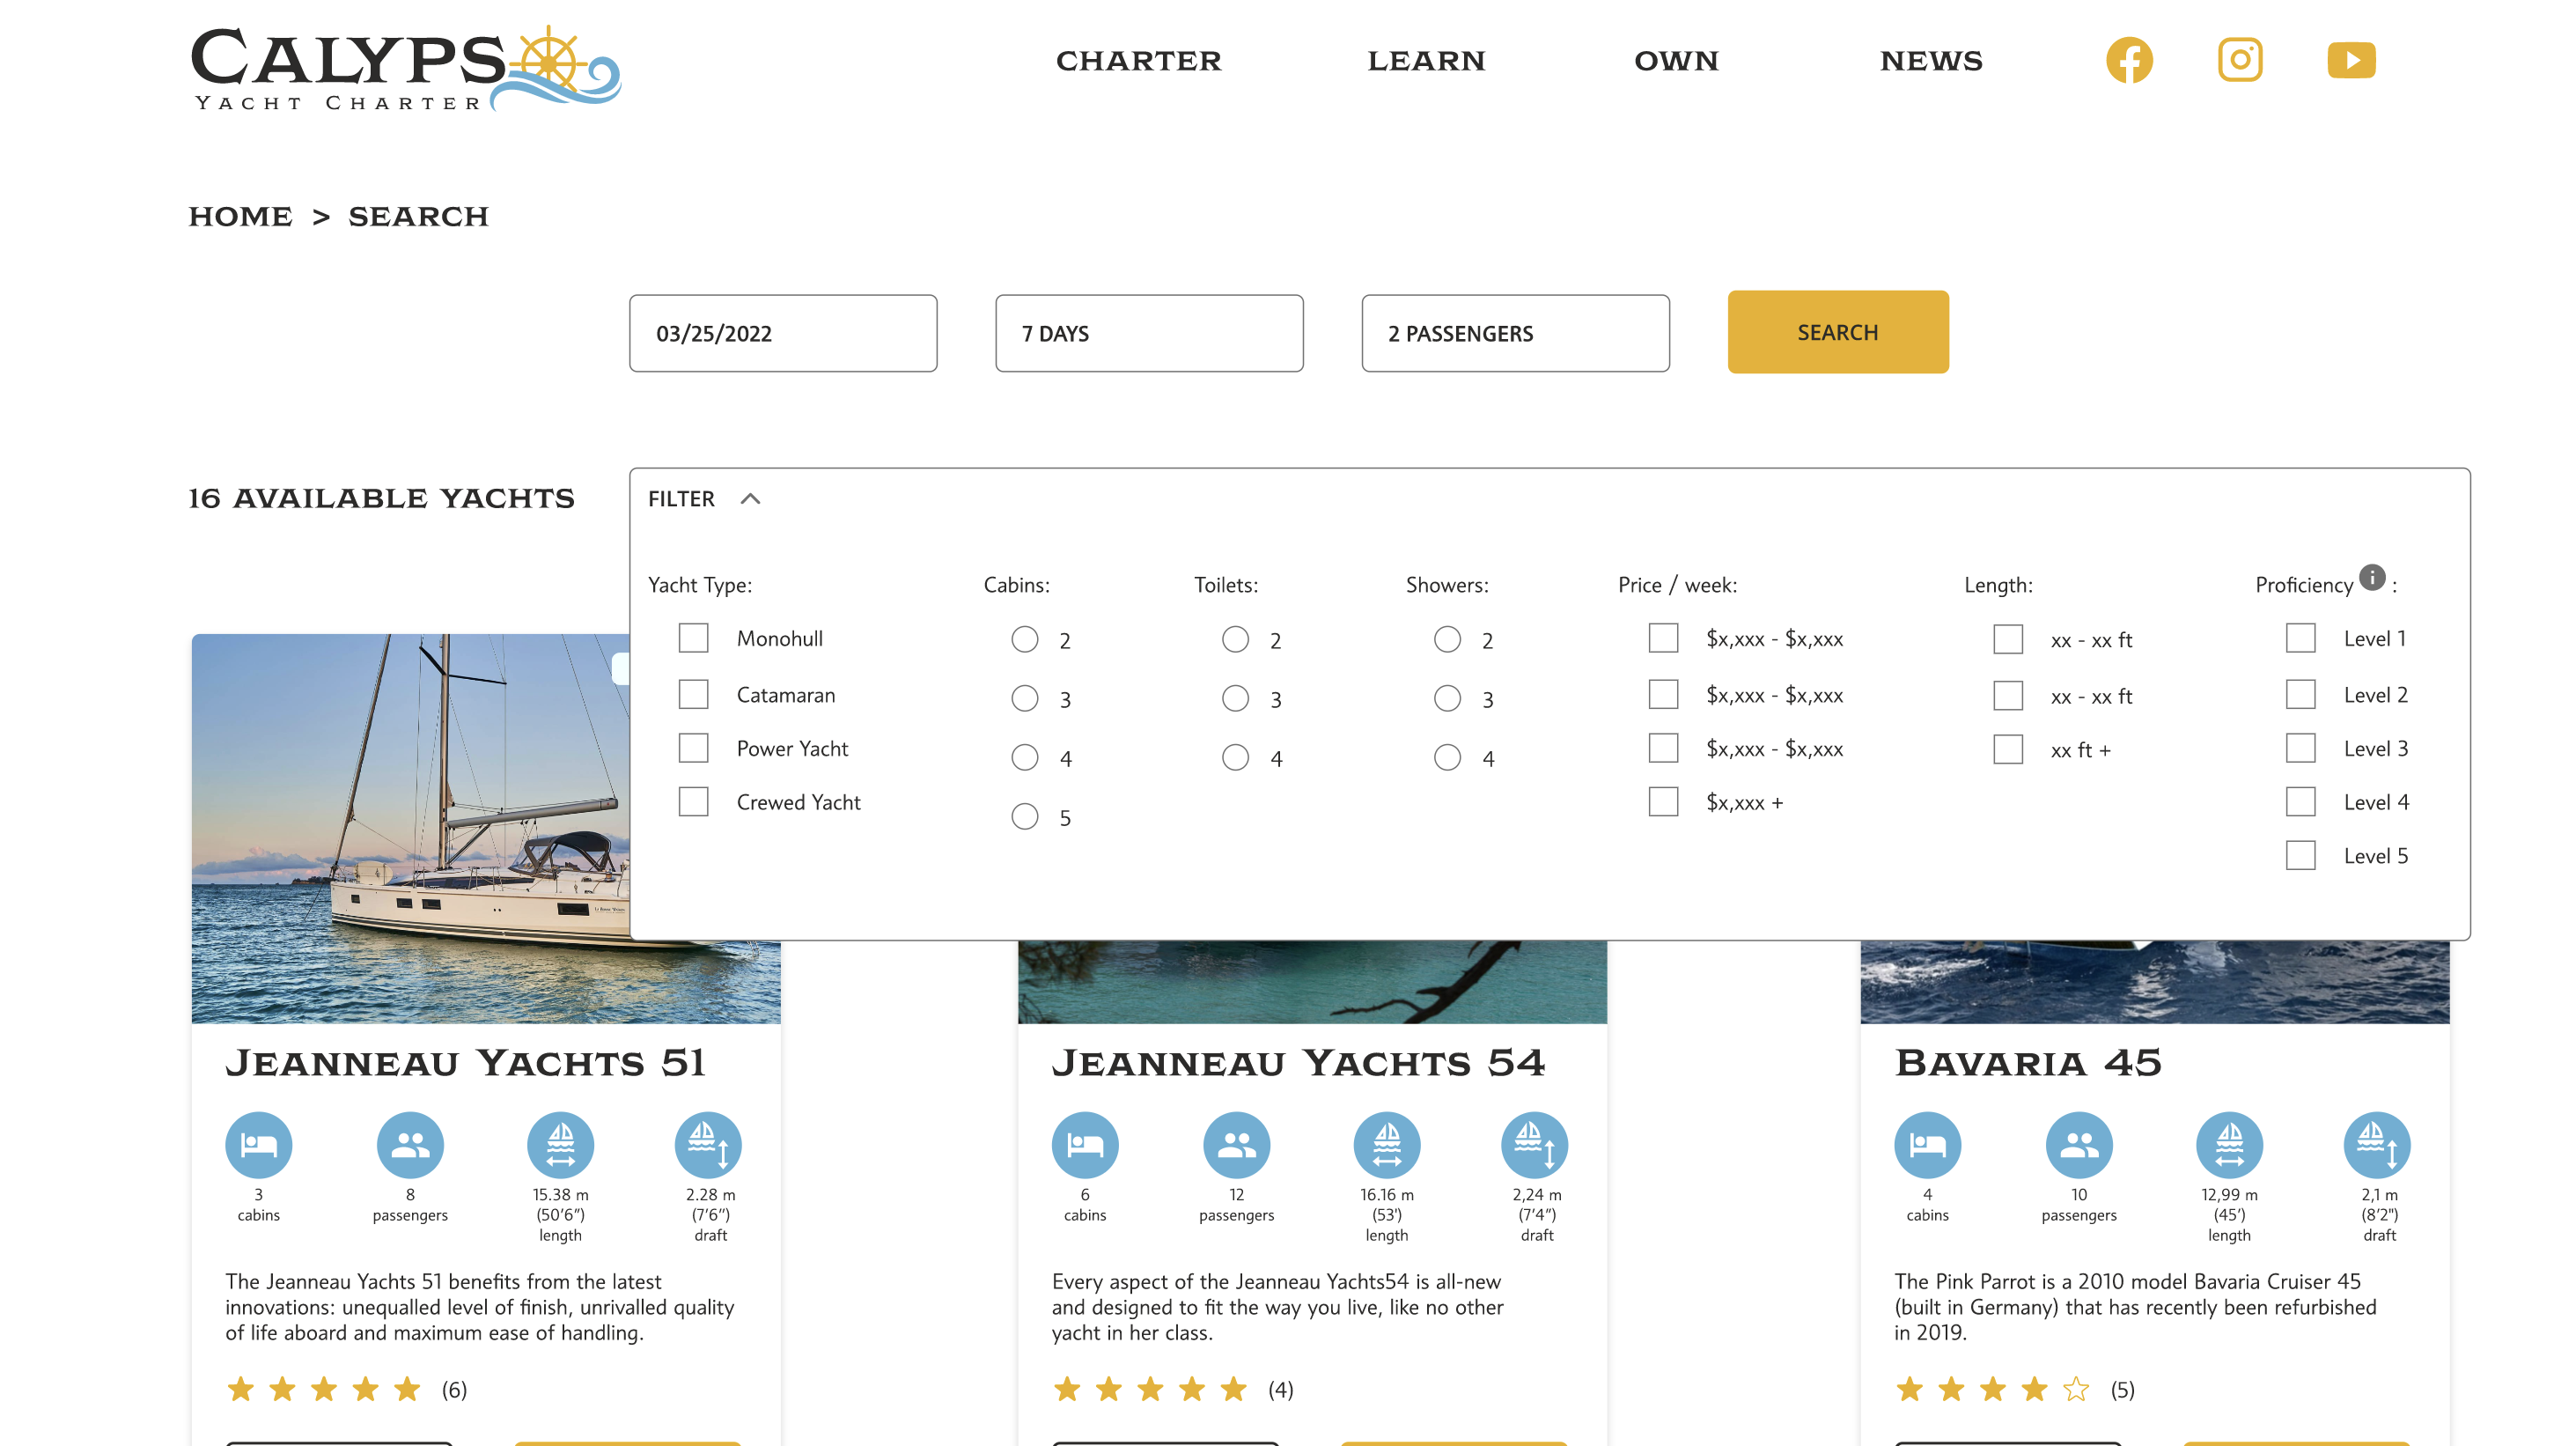 CALYPS
YACHT CHARTER
CHARTER
LEARN
OWN
NEWS
HOME > SEARCH
03/25/2022
7 DAYS
2 PASSENGERS
SEARCH
16 AVAILABLE YACHTS
FILTER
Yacht Type:
Monohull
Catamaran
Power Yacht
Crewed Yacht
Cabins:
2
3
4
5
Toilets:
2
3
4
Showers:
2
3
4
Price / week:
$x,xxx - $x,xxx
$x,xxx - $x,xxx
$x,xxx - $x,xxx
$x,xxx +
Length:
xx - xx ft
xx - xx ft
xx ft +
Proficiency i :
Level 1
Level 2
Level 3
Level 4
Level 5
JEANNEAU YACHTS 51
3
cabins
8
passengers
15.38 m
(50'6")
length
2.28 m
(7'6")
draft
The Jeanneau Yachts 51 benefits from the latest
innovations: unequalled level of finish, unrivalled quality
of life aboard and maximum ease of handling.
(6)
JEANNEAU YACHTS 54
6
cabins
12
passengers
16.16 m
(53')
length
2,24 m
(7'4")
draft
Every aspect of the Jeanneau Yachts54 is all-new
and designed to fit the way you live, like no other
yacht in her class.
(4)
BAVARIA 45
4
cabins
10
passengers
12,99 m
(45')
length
2,1 m
(8'2")
draft
The Pink Parrot is a 2010 model Bavaria Cruiser 45
(built in Germany) that has recently been refurbished
in 2019.
(5)